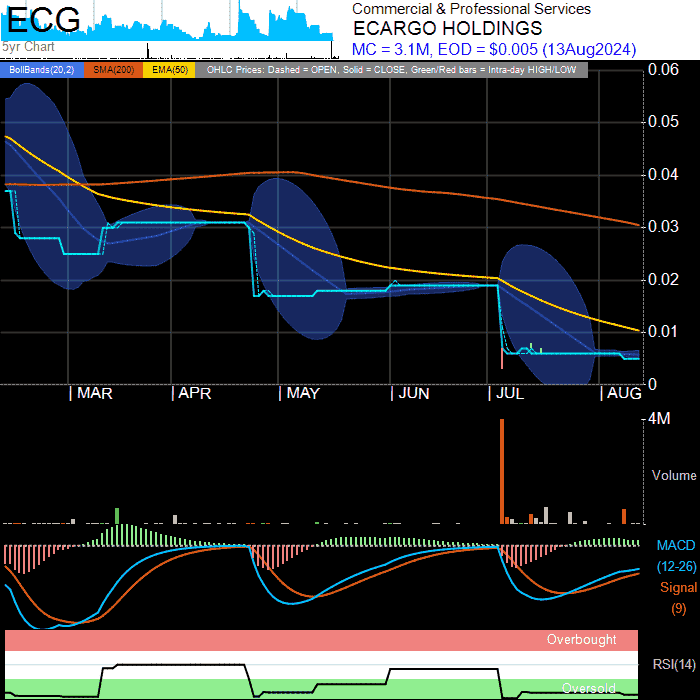 ECG
5yr Chart
Commercial & Professional Services
ECARGO HOLDINGS
MC = 3.1M, EOD = $0.005 (13Aug2024)
BollBands(20,2) SMA(200) EMA(50) OHLC Prices: Dashed = OPEN, Solid = CLOSE, Green/Red bars = Intra-day HIGH/LOW
0.06
0.05
0.04
0.03
0.02
0.01
0
MAR APR MAY JUN JUL AUG
4M
Volume
MACD
(12-26)
Signal
(9)
Overbought
RSI(14)
Oversold